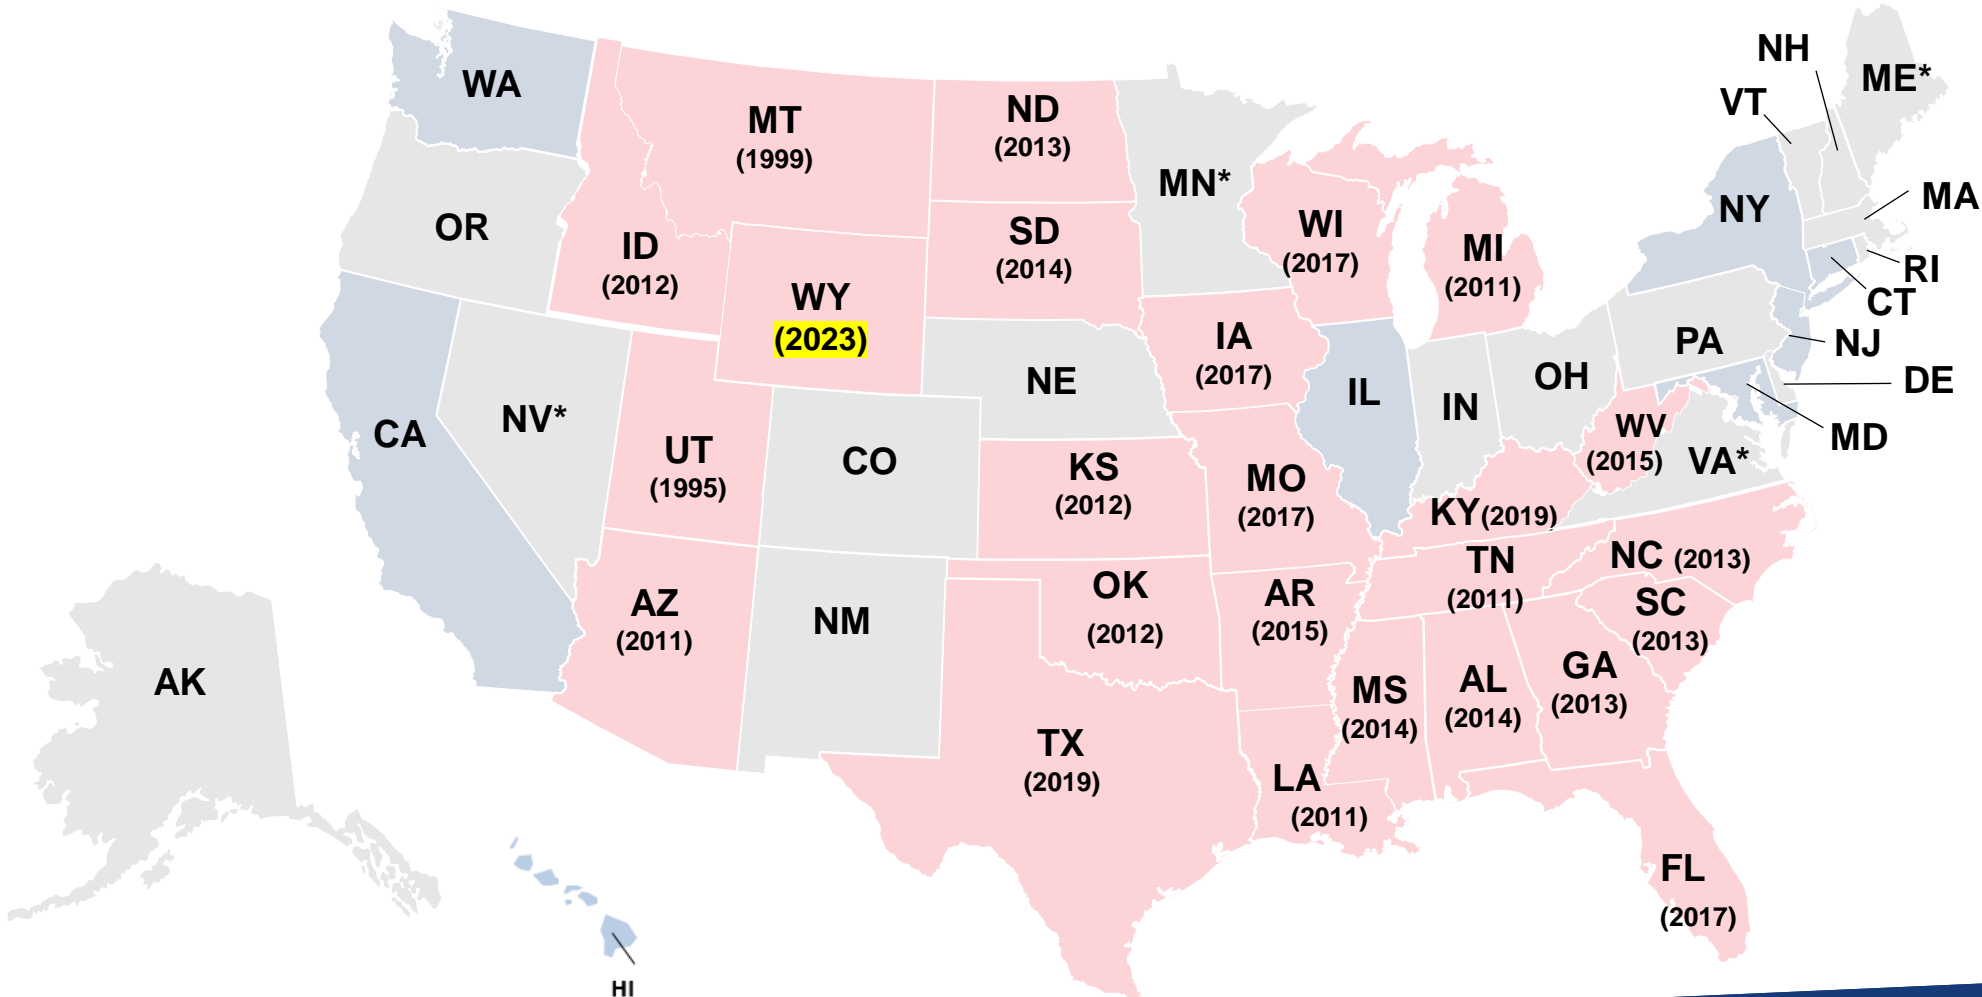 WA
MT
(1999)
ND
(2013)
MN*
NH
ME*
VT
OR
ID
(2012)
WY
(2023)
SD
(2014)
WI
(2017)
MI
(2011)
NY
MA
RI
CT
NJ
DE
MD
PA
CA
NV*
UT
(1995)
CO
NE
IA
(2017)
IL
IN
OH
WV
(2015)
VA*
KS
(2012)
MO
(2017)
KY(2019)
TN
(2011)
NC (2013)
SC
(2013)
AZ
(2011)
NM
OK
(2012)
AR
(2015)
MS
(2014)
AL
(2014)
GA
(2013)
AK
TX
(2019)
LA
(2011)
FL
(2017)
HI